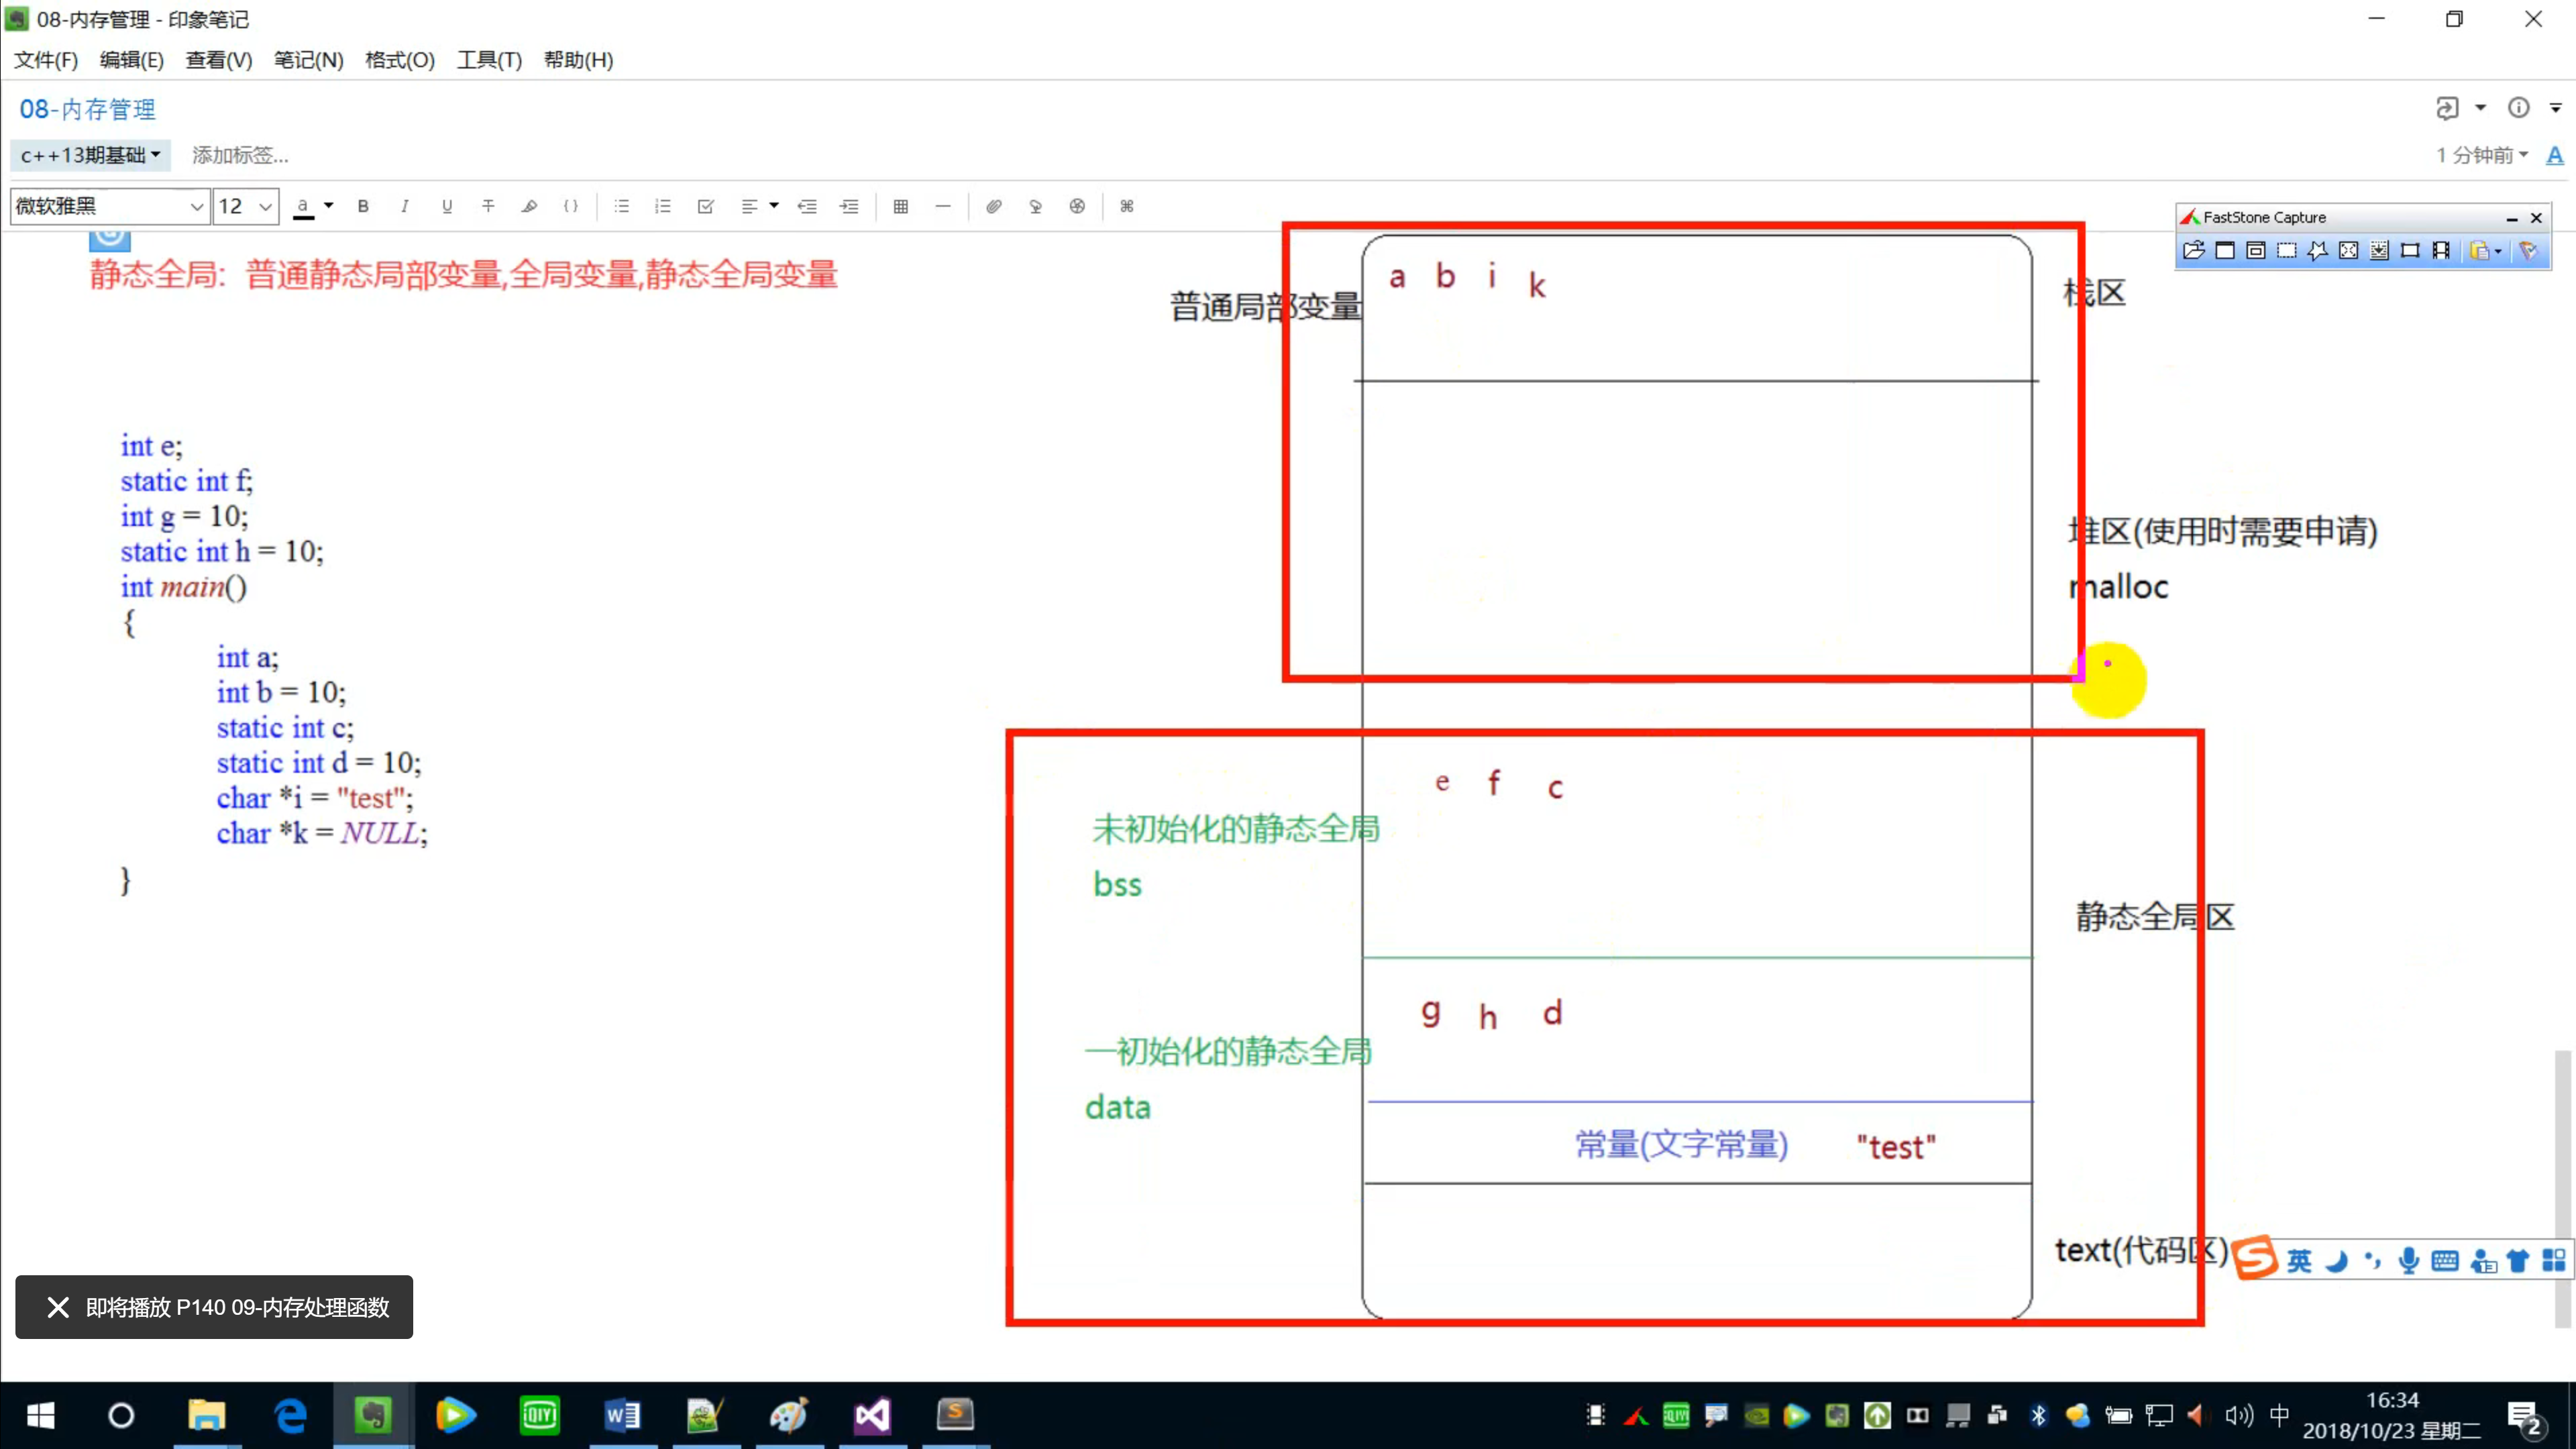 08-内存管理 - 印象笔记
文件(F) 编辑(E) 查看(V) 笔记(N) 格式(O) 工具(T) 帮助(H)
08-内存管理
c++13期基础 添加标签...
1 分钟前
微软雅黑 12
FastStone Capture
静态全局: 普通静态局部变量,全局变量,静态全局变量
a b i k
普通局部变量
栈区
int e;
static int f;
int g = 10;
static int h = 10;
int main()
{
int a;
int b = 10;
static int c;
static int d = 10;
char *i = "test";
char *k = NULL;
}
堆区(使用时需要申请)
malloc
e f c
未初始化的静态全局
bss
静态全局区
g h d
一初始化的静态全局
data
常量(文字常量) "test"
text(代码区)
英
即将播放 P140 09-内存处理函数
中
16:34
2018/10/23 星期二
2